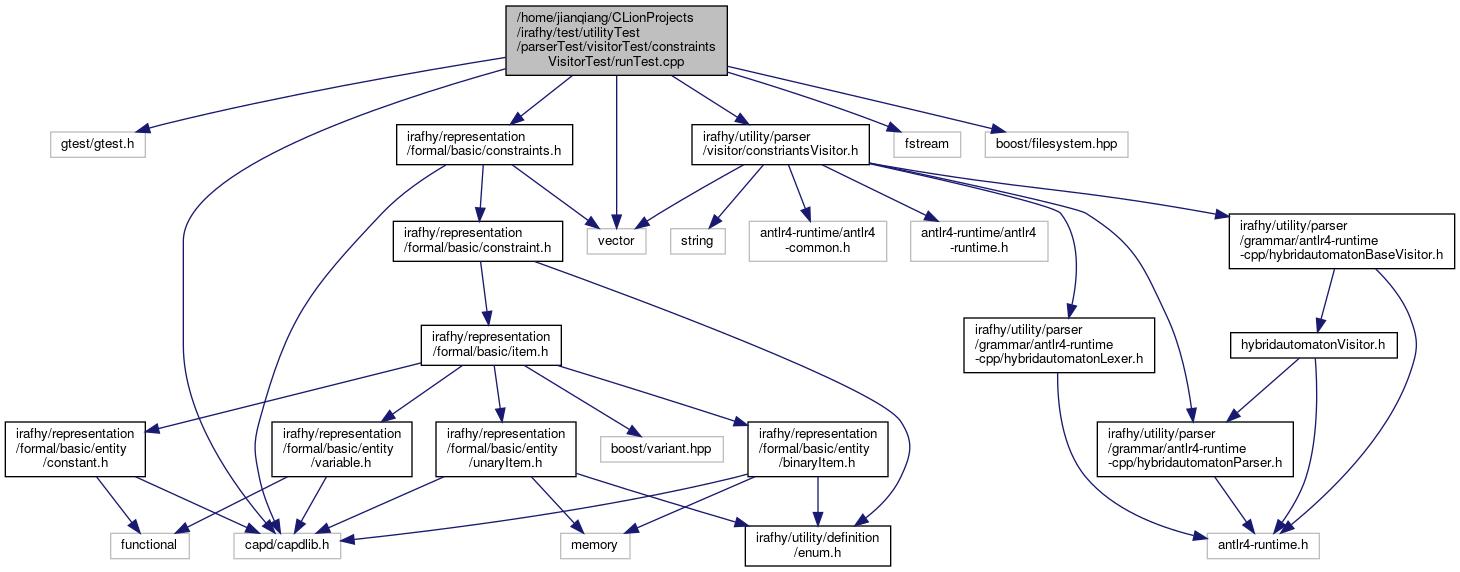 /home/jianqiang/CLionProjects
/irafhy/test/utilityTest
/parserTest/visitorTest/constraints
VisitorTest/runTest.cpp
gtest/gtest.h
irafhy/representation
/formal/basic/constraints.h
irafhy/utility/parser
/visitor/constriantsVisitor.h
fstream
boost/filesystem.hpp
irafhy/representation
/formal/basic/constraint.h
vector
string
antlr4-runtime/antlr4
-common.h
antlr4-runtime/antlr4
-runtime.h
irafhy/utility/parser
/grammar/antlr4-runtime
-cpp/hybridautomatonBaseVisitor.h
irafhy/representation
/formal/basic/item.h
irafhy/utility/parser
/grammar/antlr4-runtime
-cpp/hybridautomatonLexer.h
hybridautomatonVisitor.h
irafhy/representation
/formal/basic/entity
/constant.h
irafhy/representation
/formal/basic/entity
/variable.h
irafhy/representation
/formal/basic/entity
/unaryItem.h
boost/variant.hpp
irafhy/representation
/formal/basic/entity
/binaryItem.h
irafhy/utility/parser
/grammar/antlr4-runtime
-cpp/hybridautomatonParser.h
functional
capd/capdlib.h
memory
irafhy/utility/definition
/enum.h
antlr4-runtime.h